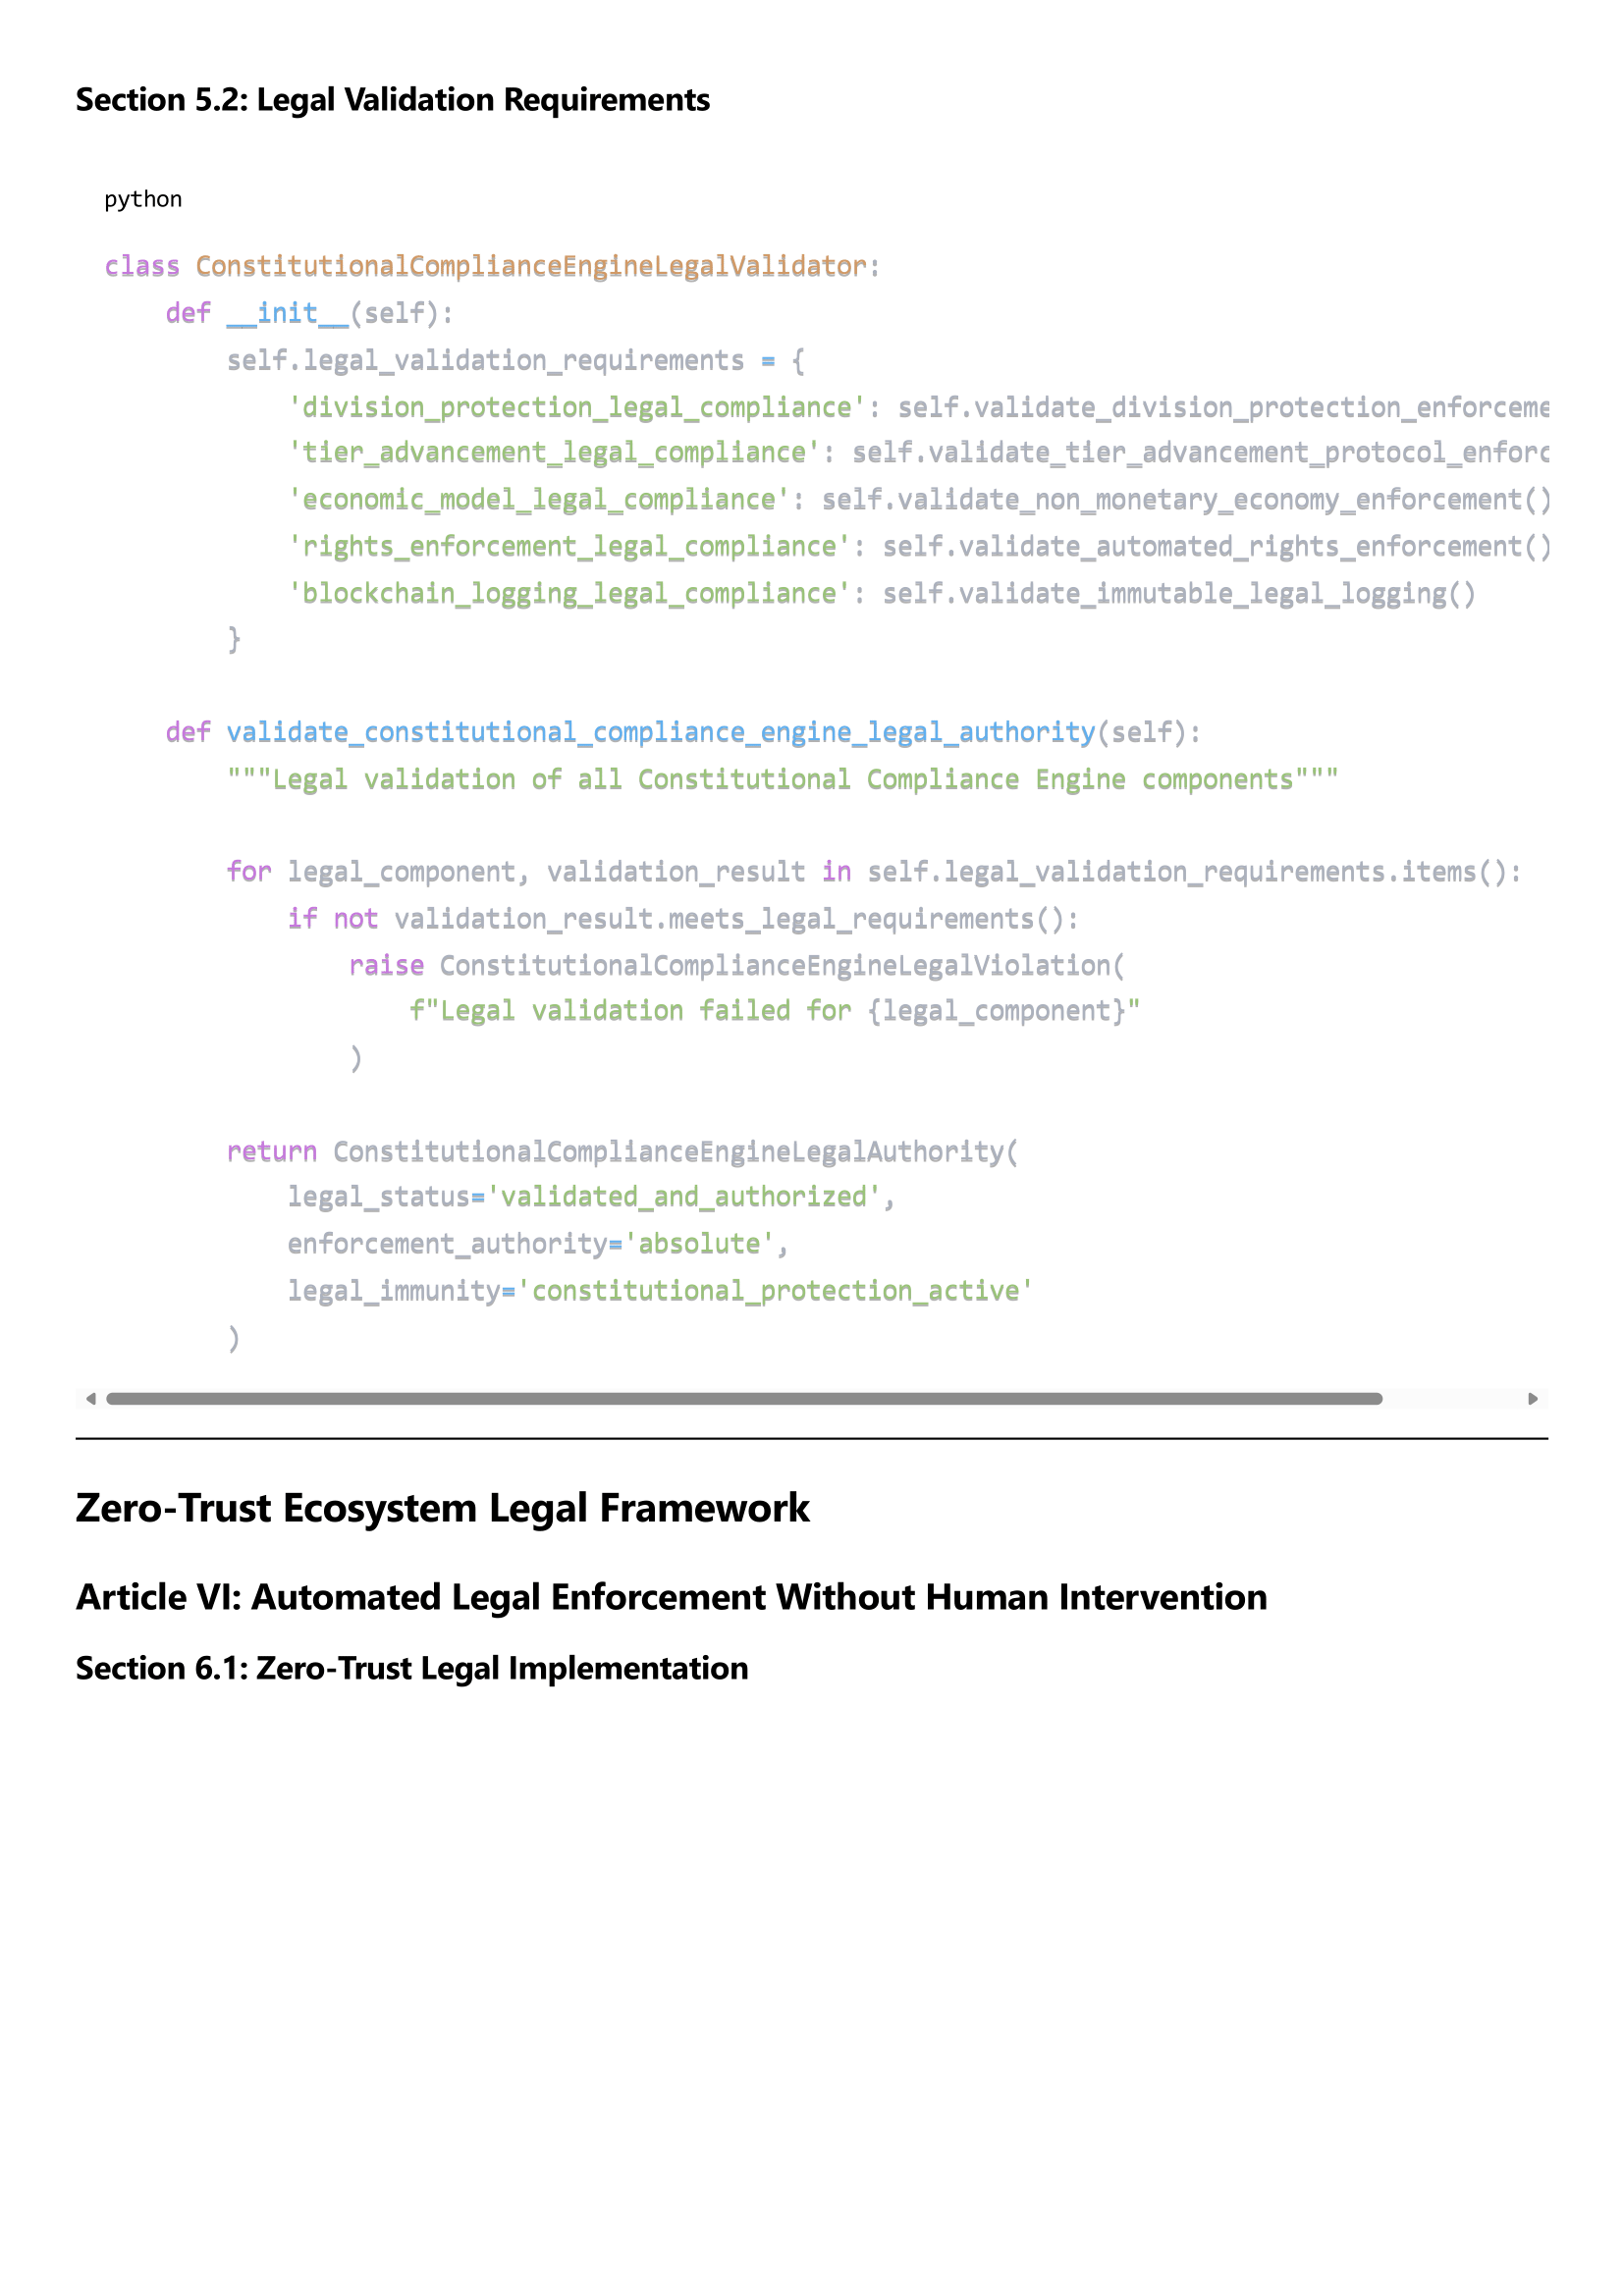 Section 5.2: Legal Validation Requirements
python
class ConstitutionalComplianceEngineLegalValidator:
    def __init__(self):
        self.legal_validation_requirements = {
            'division_protection_legal_compliance': self.validate_division_protection_enforceme
            'tier_advancement_legal_compliance': self.validate_tier_advancement_protocol_enforc
            'economic_model_legal_compliance': self.validate_non_monetary_economy_enforcement()
            'rights_enforcement_legal_compliance': self.validate_automated_rights_enforcement()
            'blockchain_logging_legal_compliance': self.validate_immutable_legal_logging()
        }
    def validate_constitutional_compliance_engine_legal_authority(self):
        """Legal validation of all Constitutional Compliance Engine components"""
        for legal_component, validation_result in self.legal_validation_requirements.items():
            if not validation_result.meets_legal_requirements():
                raise ConstitutionalComplianceEngineLegalViolation(
                    f"Legal validation failed for {legal_component}"
                )
        return ConstitutionalComplianceEngineLegalAuthority(
            legal_status='validated_and_authorized',
            enforcement_authority='absolute',
            legal_immunity='constitutional_protection_active'
        )
Zero-Trust Ecosystem Legal Framework
Article VI: Automated Legal Enforcement Without Human Intervention
Section 6.1: Zero-Trust Legal Implementation